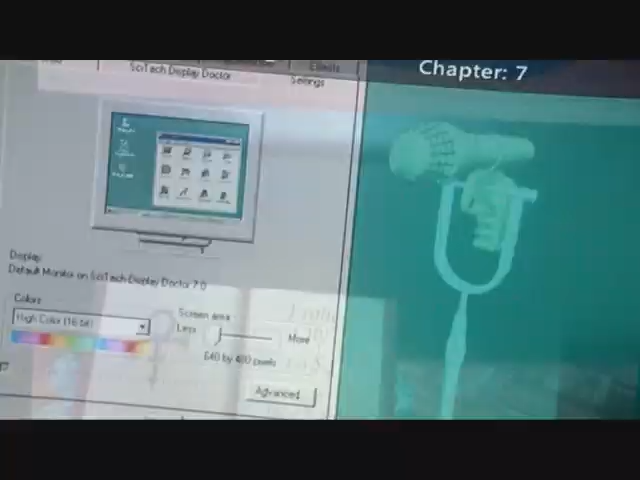 Effects
Chapter: 7
SciTech Display Doctor
Settings
Display:
Default Monitor on SciTech Display Doctor 7.0
Colors
High Color (16 bit)
Screen area
Less
More
640 by 480 pixels
Advanced...